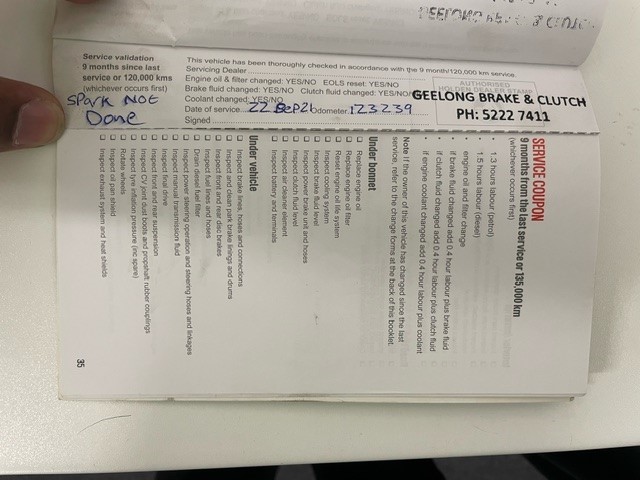 Service validation
9 months since last
service or 120,000 kms
(whichever occurs first)
SPARK NOT
Done
This vehicle has been thoroughly checked in accordance with the 9 month/120,000 km service.
Servicing Dealer
Engine oil & filter changed: YES/NO EOLS reset: YES/NO
Brake fluid changed: YES/NO Clutch fluid changed: YES/NO
Coolant changed: YES/NO
Date of service 22 Sep 21 Odometer 123239
Signed
AUTHORISED
HOLDEN DEALER STAMP
GEELONG BRAKE & CLUTCH
PH: 5222 7411
SERVICE COUPON
9 months from the last service or 135,000 km
(whichever occurs first)
• 1.3 hours labour (petrol)
• 1.5 hours labour (diesel)
• engine oil and filter change
• if brake fluid changed add 0.4 hour labour plus brake fluid
• if clutch fluid changed add 0.4 hour labour plus clutch fluid
• if engine coolant changed add 0.4 hour labour plus coolant
Note If the owner of this vehicle has changed since the last
service, refer to the change forms at the back of this booklet.
Under bonnet
Replace engine oil
Replace engine oil filter
Reset engine oil life system
Inspect cooling system
Inspect brake fluid level
Inspect power brake unit and hoses
Inspect clutch fluid level
Inspect air cleaner element
Inspect battery and terminals
Under vehicle
Inspect brake lines, hoses and connections
Inspect and clean park brake linings and drums
Inspect front and rear disc brakes
Inspect fuel lines and hoses
Drain diesel fuel filter
Inspect power steering operation and steering hoses and linkages
Inspect manual transmission fluid
Inspect final drive
Inspect front and rear suspension
Inspect CV joint dust boots and propshaft rubber couplings
Inspect tyre inflation pressure (inc spare)
Rotate wheels
Inspect oil pan shield
Inspect exhaust system and heat shields
35